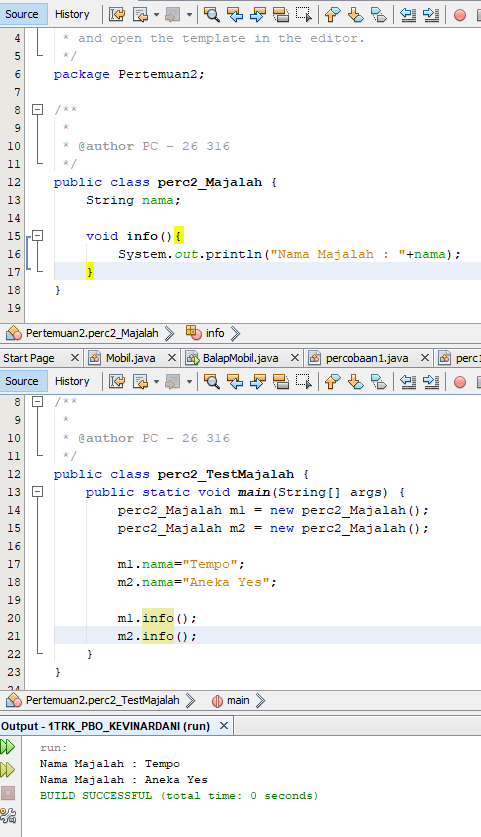 Source History
4 * and open the template in the editor.
5 */
6 package Pertemuan2;
7
8 /**
9 *
10 * @author PC - 26 316
11 */
12 public class perc2_Majalah {
13 String nama;
14
15 void info(){
16 System.out.println("Nama Majalah : "+nama);
17 }
18 }
19
Pertemuan2.perc2_Majalah info
Start Page Mobil.java BalapMobil.java percobaan1.java
Source History
8 /**
9 *
10 * @author PC - 26 316
11 */
12 public class perc2_TestMajalah {
13 public static void main(String[] args) {
14 perc2_Majalah m1 = new perc2_Majalah();
15 perc2_Majalah m2 = new perc2_Majalah();
16
17 m1.nama="Tempo";
18 m2.nama="Aneka Yes";
19
20 m1.info();
21 m2.info();
22 }
23 }
Pertemuan2.perc2_TestMajalah main
Output - 1TRK_PBO_KEVINARDANI (run)
run:
Nama Majalah : Tempo
Nama Majalah : Aneka Yes
BUILD SUCCESSFUL (total time: 0 seconds)